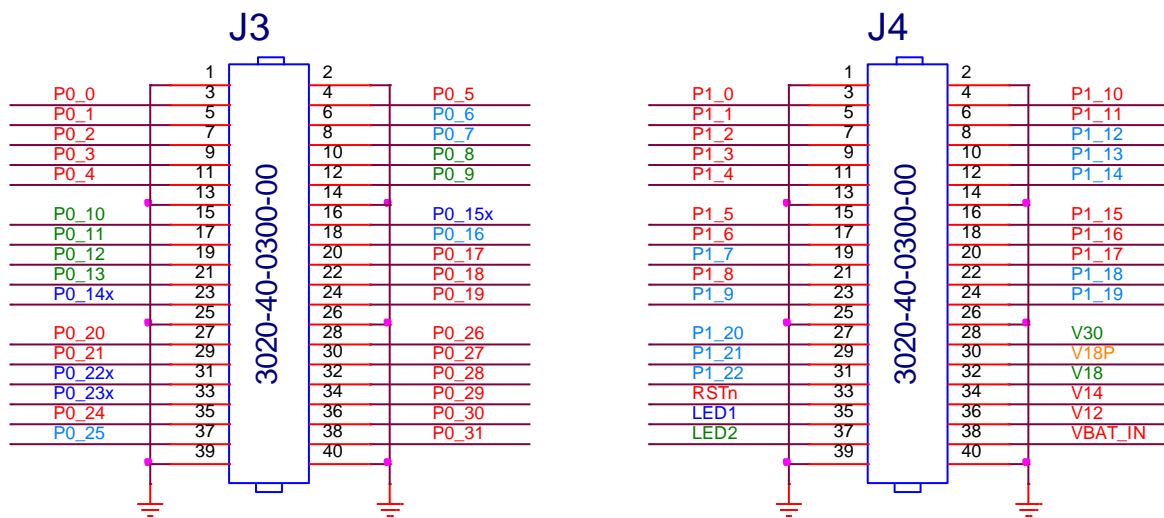 J3 J4
1 2 1 2
P0_0 3 4 P0_5 P1_0 3 4 P1_10
P0_1 5 6 P0_6 P1_1 5 6 P1_11
P0_2 7 8 P0_7 P1_2 7 8 P1_12
P0_3 9 10 P0_8 P1_3 9 10 P1_13
P0_4 11 12 P0_9 P1_4 11 12 P1_14
13 14 13 14
P0_10 15 16 P0_15x P1_5 15 16 P1_15
P0_11 17 18 P0_16 P1_6 17 18 P1_16
P0_12 19 20 P0_17 P1_7 19 20 P1_17
P0_13 21 22 P0_18 P1_8 21 22 P1_18
P0_14x 23 24 P0_19 P1_9 23 24 P1_19
25 26 25 26
P0_20 27 28 P0_26 P1_20 27 28 V30
P0_21 29 30 P0_27 P1_21 29 30 V18P
P0_22x 31 32 P0_28 P1_22 31 32 V18
P0_23x 33 34 P0_29 RSTn 33 34 V14
P0_24 35 36 P0_30 LED1 35 36 V12
P0_25 37 38 P0_31 LED2 37 38 VBAT_IN
39 40 39 40
3020-40-0300-00 3020-40-0300-00